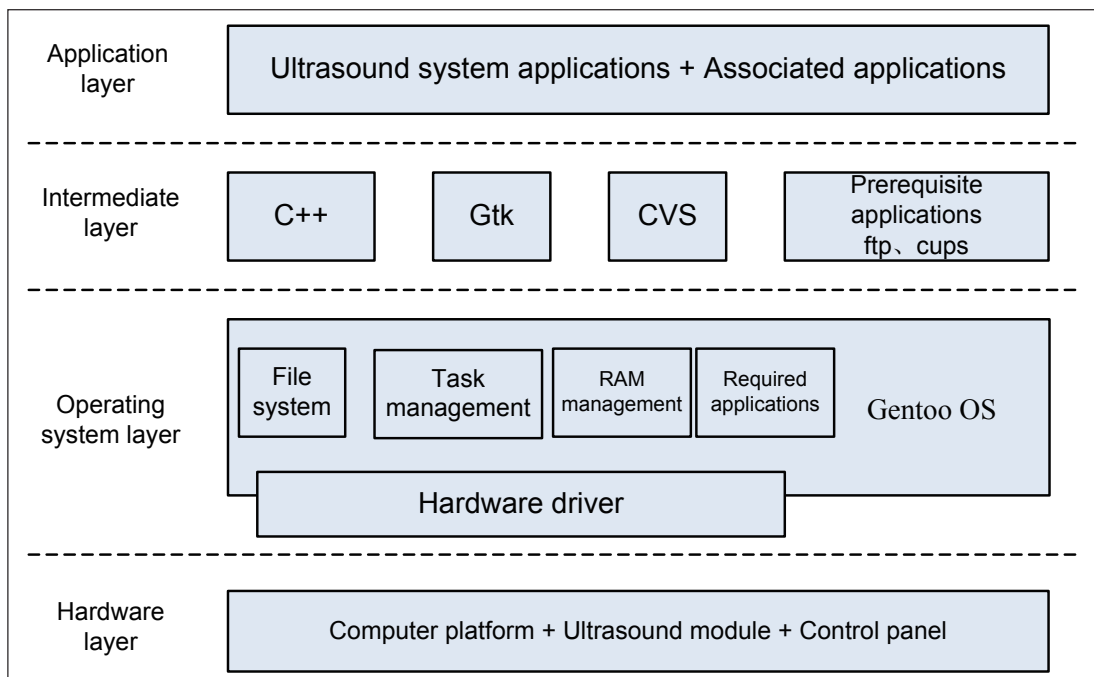 Application
layer
Ultrasound system applications + Associated applications
Intermediate
layer
C++
Gtk
CVS
Prerequisite
applications
ftp、cups
Operating
system layer
File
system
Task
management
RAM
management
Required
applications
Gentoo OS
Hardware driver
Hardware
layer
Computer platform + Ultrasound module + Control panel